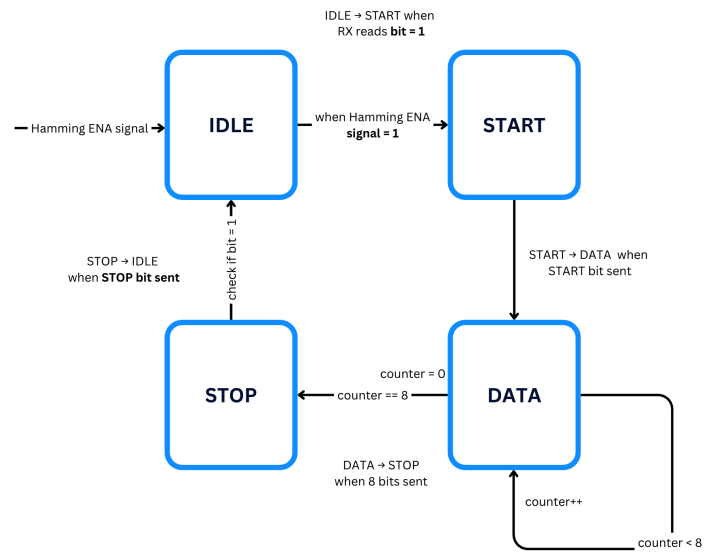 IDLE → START when
RX reads bit = 1
Hamming ENA signal
IDLE
when Hamming ENA
signal = 1
START
STOP → IDLE
when STOP bit sent
check if bit = 1
START → DATA when
START bit sent
STOP
counter = 0
counter == 8
DATA
DATA → STOP
when 8 bits sent
counter++
counter < 8